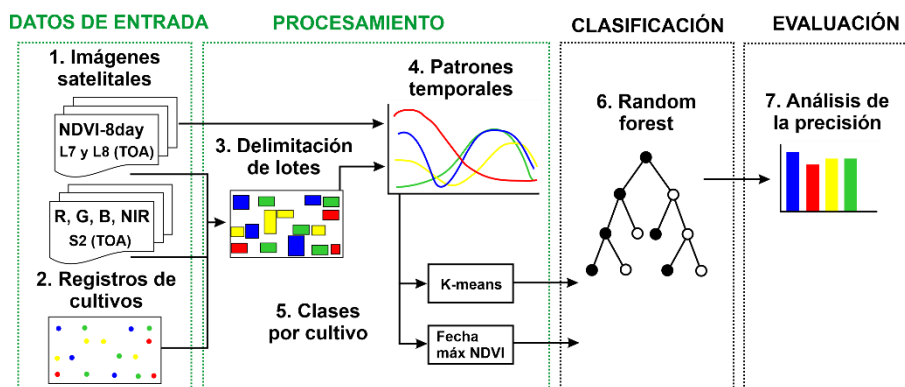 DATOS DE ENTRADA
PROCESAMIENTO
CLASIFICACIÓN
EVALUACIÓN
1. Imágenes
satelitales
NDVI-8day
L7 y L8 (TOA)
R, G, B, NIR
S2 (TOA)
2. Registros de
cultivos
3. Delimitación
de lotes
4. Patrones
temporales
5. Clases
por cultivo
K-means
Fecha
máx NDVI
6. Random
forest
7. Análisis de
la precisión